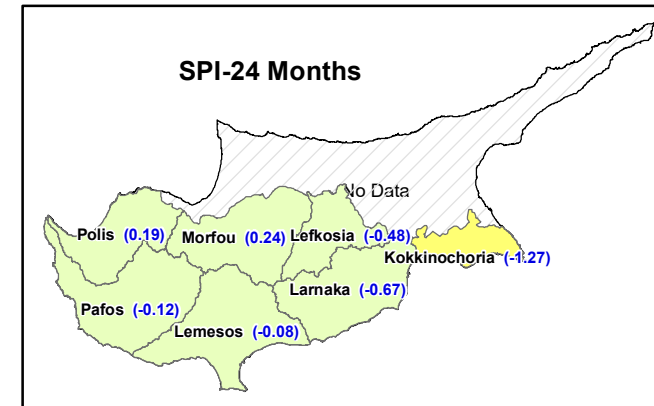 SPI-24 Months
No Data
Polis (0.19)
Morfou (0.24)
Lefkosia (-0.48)
Kokkinochoria (-1.27)
Larnaka (-0.67)
Pafos (-0.12)
Lemesos (-0.08)